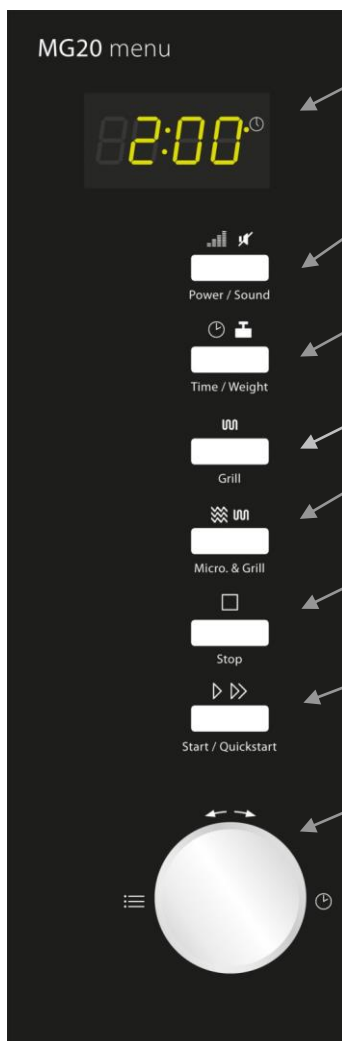 MG20 menu
2:00
Power / Sound
Time / Weight
Grill
Micro. & Grill
Stop
Start / Quickstart